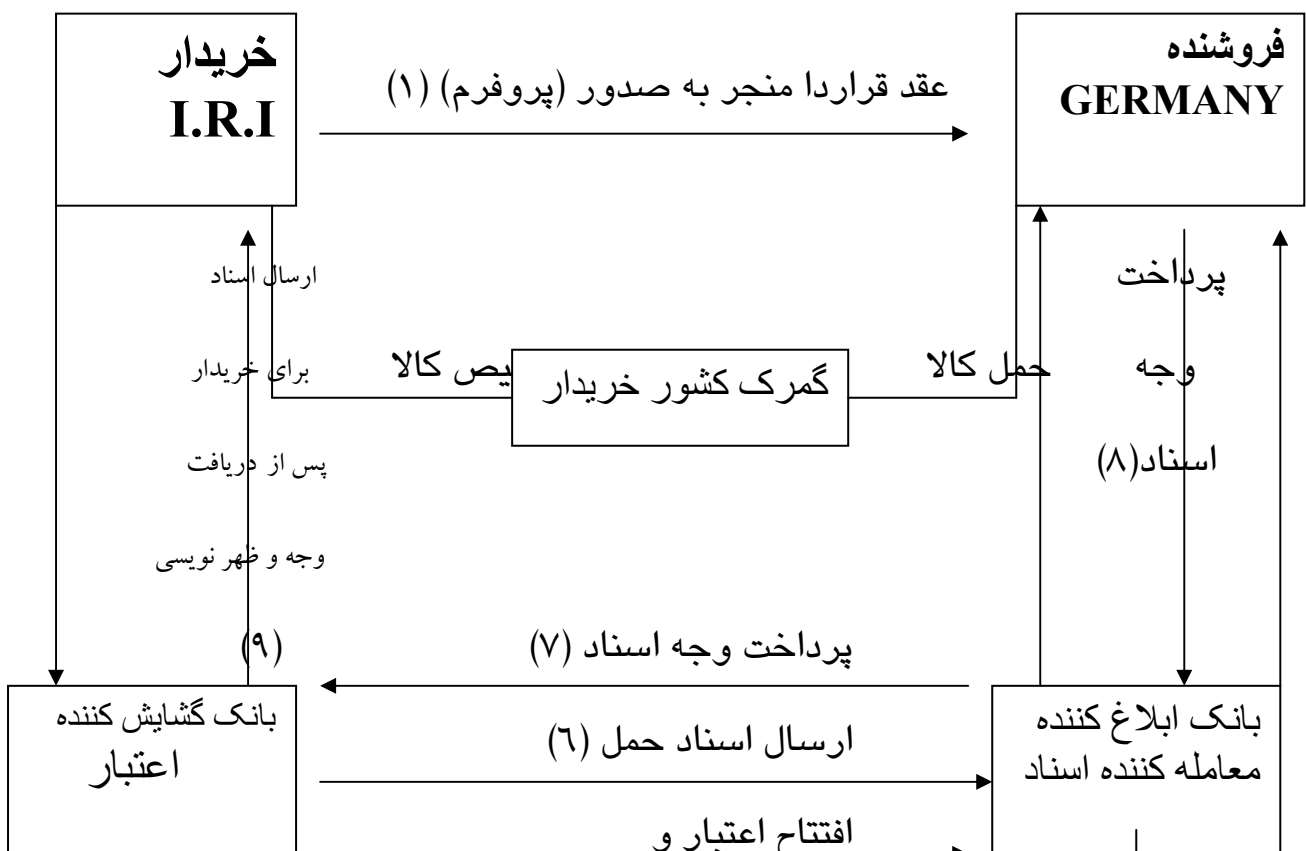 خریدار
I.R.I
فروشنده
GERMANY
عقد قراردا منجر به صدور (پروفرم) (۱)
ارسال اسناد
برای خریدار
پس از دریافت
وجه و ظهر نویسی
(۹)
یص کالا
گمرک کشور خریدار
حمل کالا
پرداخت
وجه
اسناد(۸)
پرداخت وجه اسناد (۷)
ارسال اسناد حمل (٦)
افتتاح اعتبار و
بانک گشایش کننده
اعتبار
بانک ابلاغ کننده
معامله کننده اسناد